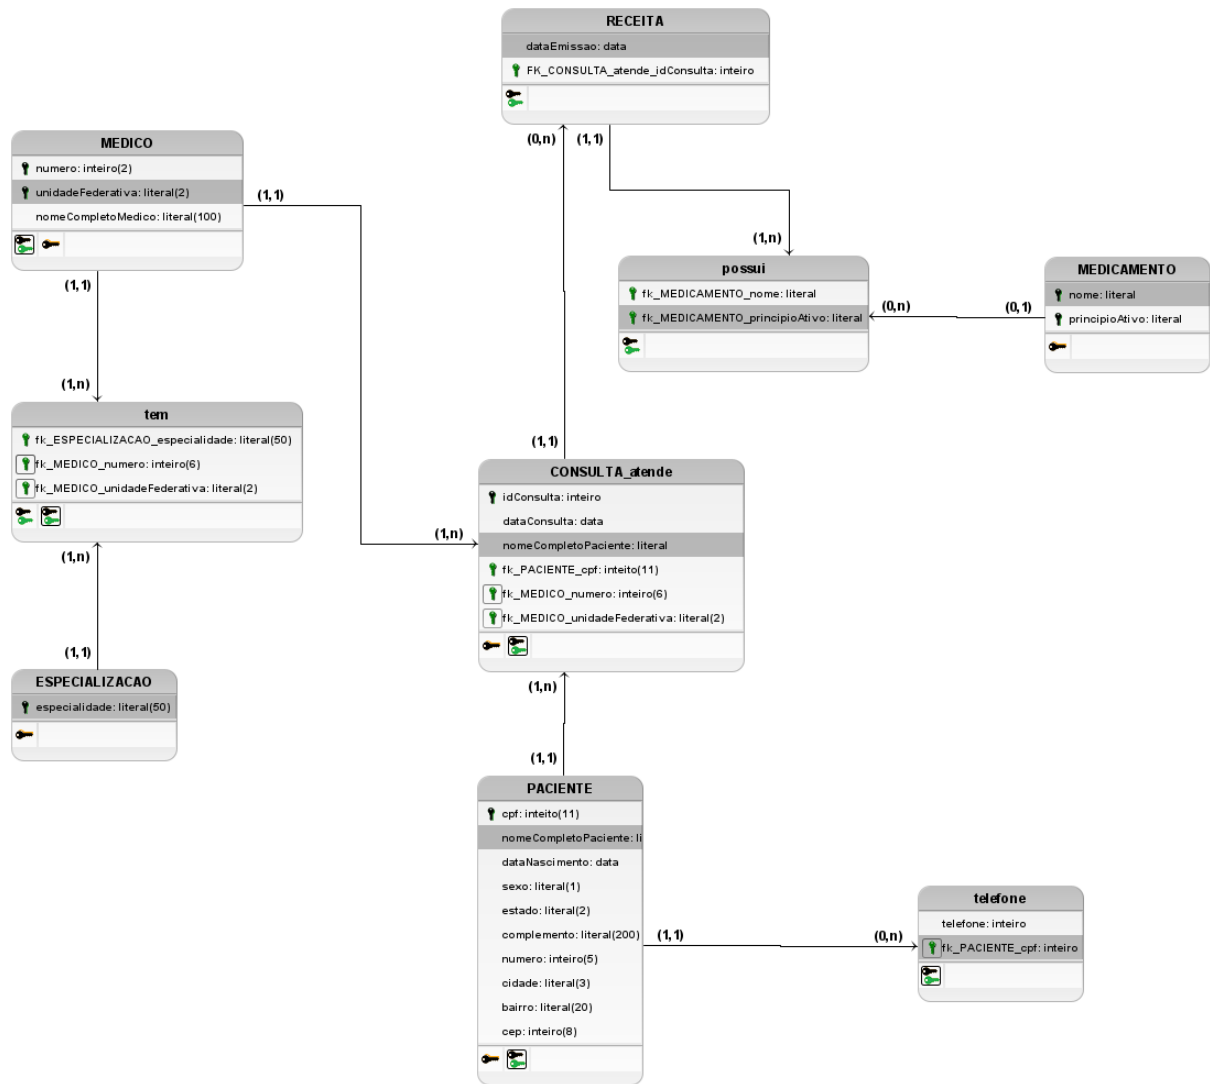 RECEITA
dataEmissao: data
FK_CONSULTA_atende_idConsulta: inteiro
(0,n)
(1,1)
MEDICO
numero: inteiro(2)
unidadeFederativa: literal(2)
nomeCompletoMedico: literal(100)
(1,1)
(1,1)
(1,n)
possui
fk_MEDICAMENTO_nome: literal
fk_MEDICAMENTO_principioAtivo: literal
(0,n)
(0,1)
MEDICAMENTO
nome: literal
principioAtivo: literal
(1,n)
tem
fk_ESPECIALIZACAO_especialidade: literal(50)
fk_MEDICO_numero: inteiro(6)
fk_MEDICO_unidadeFederativa: literal(2)
(1,n)
(1,1)
CONSULTA_atende
idConsulta: inteiro
dataConsulta: data
nomeCompletoPaciente: literal
fk_PACIENTE_cpf: inteito(11)
fk_MEDICO_numero: inteiro(6)
fk_MEDICO_unidadeFederativa: literal(2)
(1,n)
(1,1)
ESPECIALIZACAO
especialidade: literal(50)
(1,n)
(1,1)
PACIENTE
cpf: inteito(11)
nomeCompletoPaciente: li
dataNascimento: data
sexo: literal(1)
estado: literal(2)
complemento: literal(200)
numero: inteiro(5)
cidade: literal(3)
bairro: literal(20)
cep: inteiro(8)
(1,1)
(0,n)
telefone
telefone: inteiro
fk_PACIENTE_cpf: inteiro